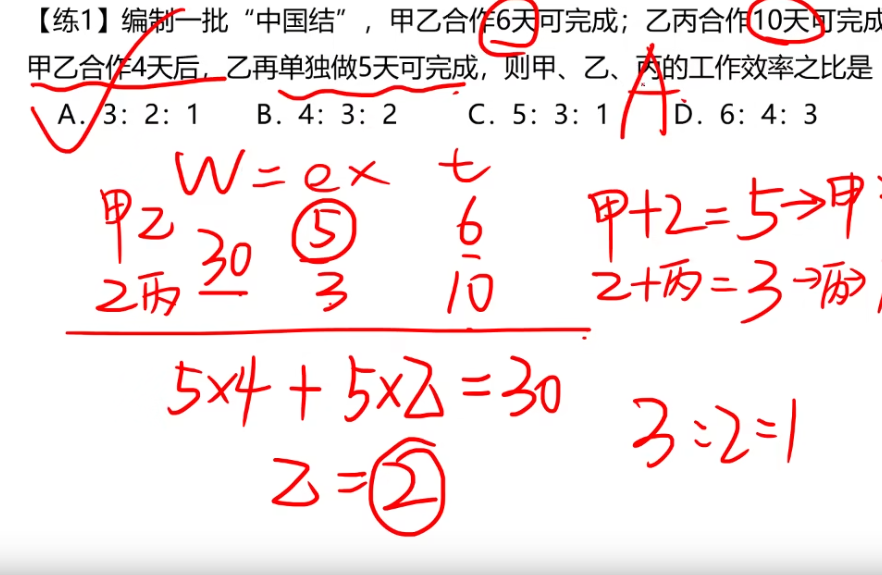 【练1】编制一批“中国结”，甲乙合作6天可完成；乙丙合作10天可完成
甲乙合作4天后，乙再单独做5天可完成，则甲、乙、丙的工作效率之比是
A
A. 3：2：1 B. 4：3：2 C. 5：3：1 D. 6：4：3
W = e × t
甲乙 30 5 6
乙丙 3 10
甲+乙=5→甲
乙+丙=3→丙
5×4+5×乙=30
乙=2
3:2=1